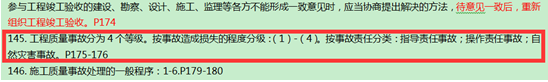 参与工程竣工验收的建设、勘察、设计、施工、监理等各方不能形成一致意见时，应当协商提出解决的方法，待意见一致后，重新
组织工程竣工验收。P174
145. 工程质量事故分为 4 个等级。按事故造成损失的程度分级：（1）-（4）。按事故责任分类：指导责任事故；操作责任事故；自
然灾害事故。P175-176
146. 施工质量事故处理的一般程序：1-6.P179-180